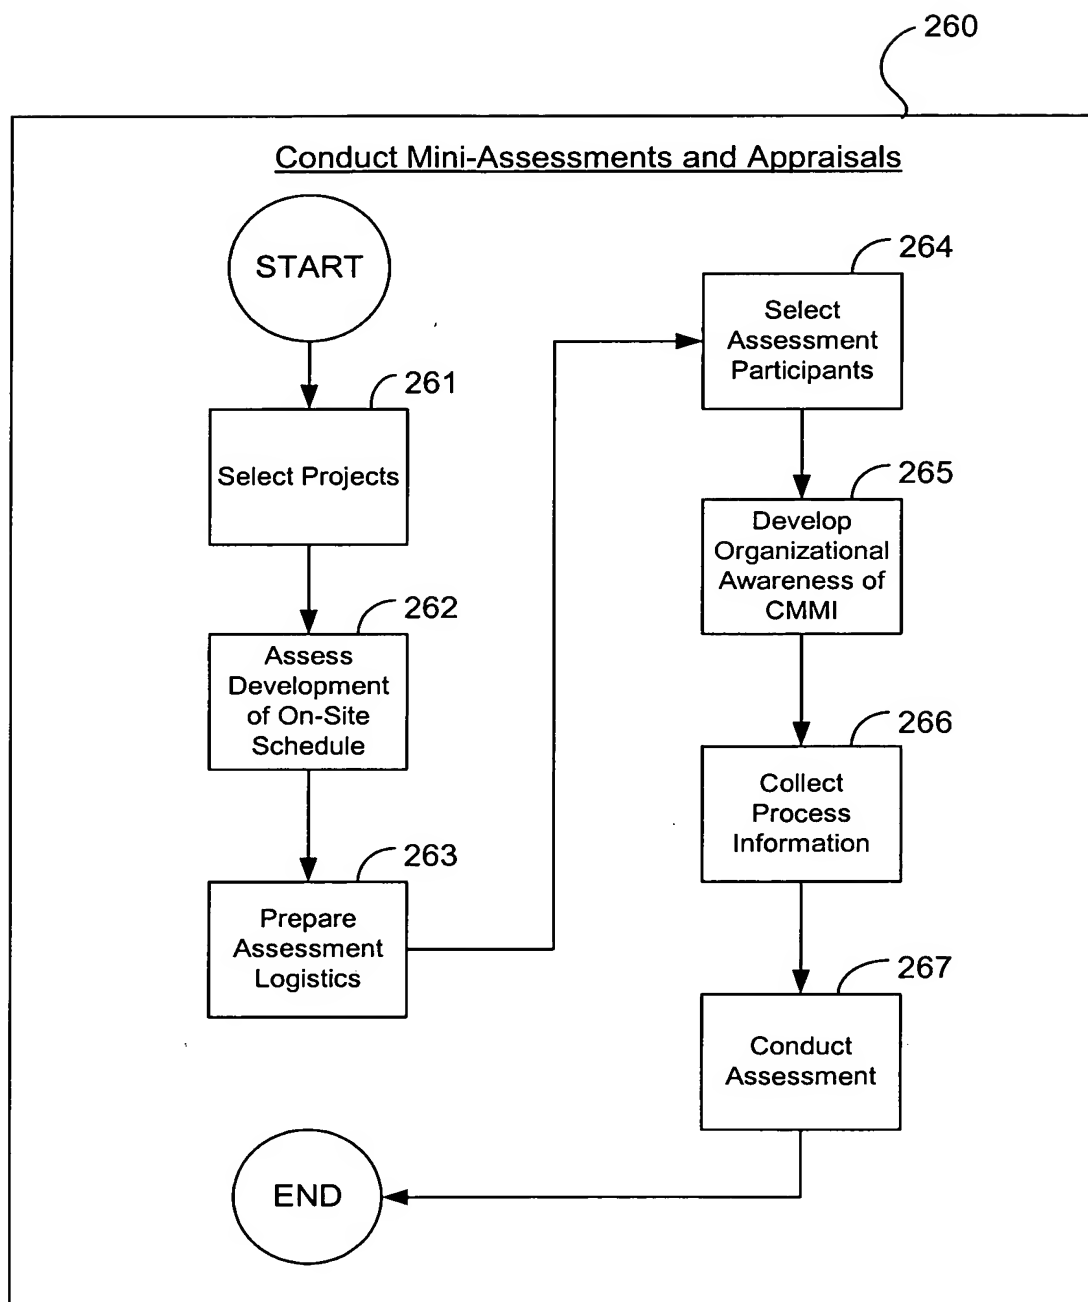 260
Conduct Mini-Assessments and Appraisals
START
261
Select Projects
262
Assess
Development
of On-Site
Schedule
263
Prepare
Assessment
Logistics
264
Select
Assessment
Participants
265
Develop
Organizational
Awareness of
CMMI
266
Collect
Process
Information
267
Conduct
Assessment
END